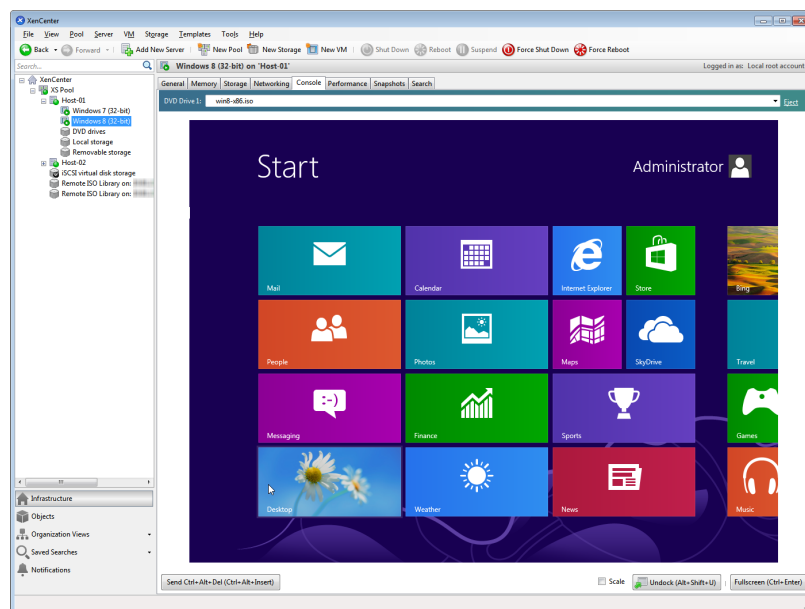 XenCenter
File View Pool Server VM Storage Templates Tools Help
Back Forward Add New Server New Pool New Storage New VM Shut Down Reboot Suspend Force Shut Down Force Reboot
Search...
Windows 8 (32-bit) on 'Host-01' Logged in as: Local root account
General Memory Storage Networking Console Performance Snapshots Search
DVD Drive 1: win8-x86.iso Eject
XenCenter
XS Pool
Host-01
Windows 7 (32-bit)
Windows 8 (32-bit)
DVD drives
Local storage
Removable storage
Host-02
iSCSI virtual disk storage
Remote ISO Library on:
Remote ISO Library on:
Infrastructure
Objects
Organization Views
Saved Searches
Notifications
Start Administrator
Mail Calendar Internet Explorer Store Bing
People Photos Maps SkyDrive Travel
Messaging Finance Sports Games
Desktop Weather News Music
Send Ctrl+Alt+Del (Ctrl+Alt+Insert) Scale Undock (Alt+Shift+U) Fullscreen (Ctrl+Enter)